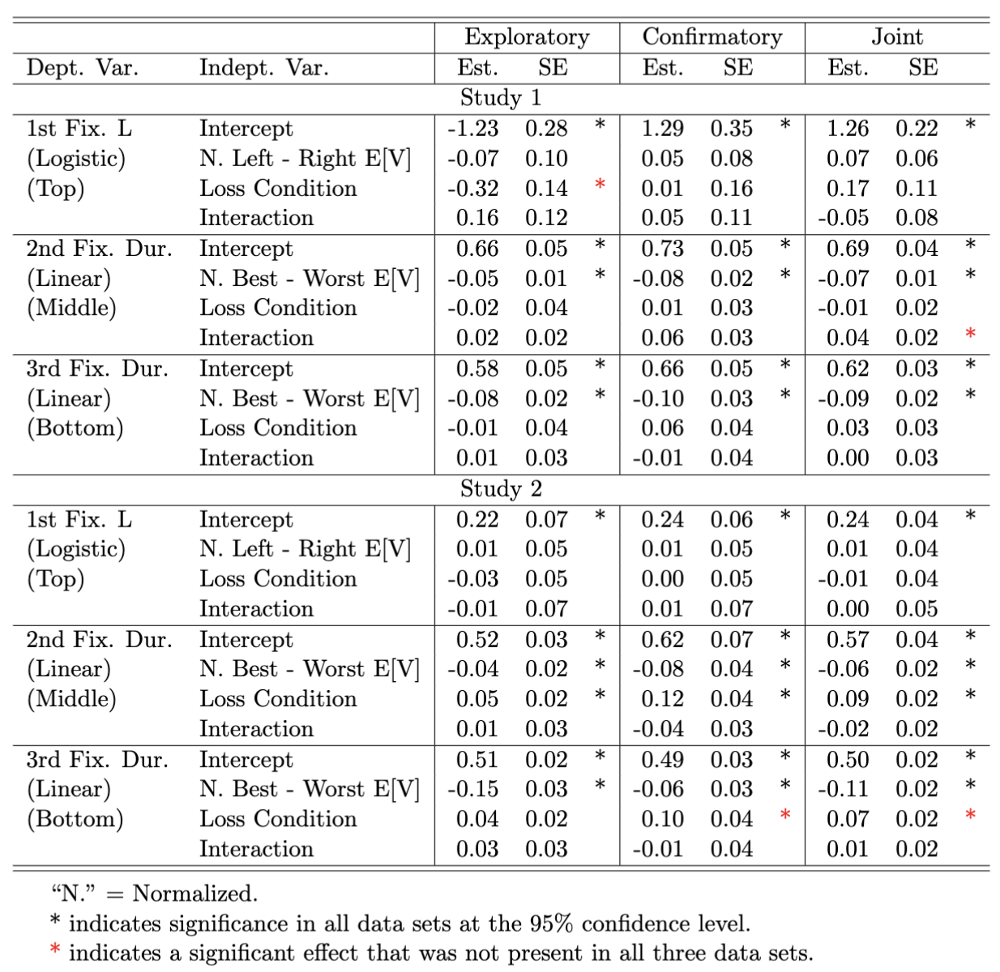 Exploratory Confirmatory Joint
Dept. Var. Indept. Var. Est. SE Est. SE Est. SE
Study 1
1st Fix. L Intercept -1.23 0.28 * 1.29 0.35 * 1.26 0.22 *
(Logistic) N. Left - Right E[V] -0.07 0.10 0.05 0.08 0.07 0.06
(Top) Loss Condition -0.32 0.14 * 0.01 0.16 0.17 0.11
Interaction 0.16 0.12 0.05 0.11 -0.05 0.08
2nd Fix. Dur. Intercept 0.66 0.05 * 0.73 0.05 * 0.69 0.04 *
(Linear) N. Best - Worst E[V] -0.05 0.01 * -0.08 0.02 * -0.07 0.01 *
(Middle) Loss Condition -0.02 0.04 0.01 0.03 -0.01 0.02
Interaction 0.02 0.02 0.06 0.03 0.04 0.02 *
3rd Fix. Dur. Intercept 0.58 0.05 * 0.66 0.05 * 0.62 0.03 *
(Linear) N. Best - Worst E[V] -0.08 0.02 * -0.10 0.03 * -0.09 0.02 *
(Bottom) Loss Condition -0.01 0.04 0.06 0.04 0.03 0.03
Interaction 0.01 0.03 -0.01 0.04 0.00 0.03
Study 2
1st Fix. L Intercept 0.22 0.07 * 0.24 0.06 * 0.24 0.04 *
(Logistic) N. Left - Right E[V] 0.01 0.05 0.01 0.05 0.01 0.04
(Top) Loss Condition -0.03 0.05 0.00 0.05 -0.01 0.04
Interaction -0.01 0.07 0.01 0.07 0.00 0.05
2nd Fix. Dur. Intercept 0.52 0.03 * 0.62 0.07 * 0.57 0.04 *
(Linear) N. Best - Worst E[V] -0.04 0.02 * -0.08 0.04 * -0.06 0.02 *
(Middle) Loss Condition 0.05 0.02 * 0.12 0.04 * 0.09 0.02 *
Interaction 0.01 0.03 -0.04 0.03 -0.02 0.02
3rd Fix. Dur. Intercept 0.51 0.02 * 0.49 0.03 * 0.50 0.02 *
(Linear) N. Best - Worst E[V] -0.15 0.03 * -0.06 0.03 * -0.11 0.02 *
(Bottom) Loss Condition 0.04 0.02 0.10 0.04 * 0.07 0.02 *
Interaction 0.03 0.03 -0.01 0.04 0.01 0.02
“N.” = Normalized.
* indicates significance in all data sets at the 95% confidence level.
* indicates a significant effect that was not present in all three data sets.